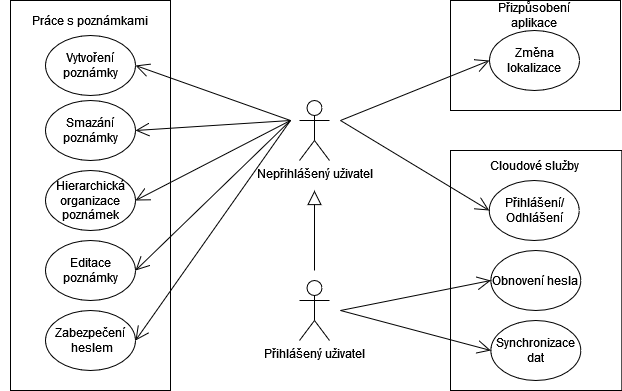 Práce s poznámkami
Vytvoření
poznámky
Smazání
poznámky
Hierarchická
organizace
poznámek
Editace
poznámky
Zabezpečení
heslem
Nepřihlášený uživatel
Přihlášený uživatel
Přizpůsobení
aplikace
Změna
lokalizace
Cloudové služby
Přihlášení/
Odhlášení
Obnovení hesla
Synchronizace
dat